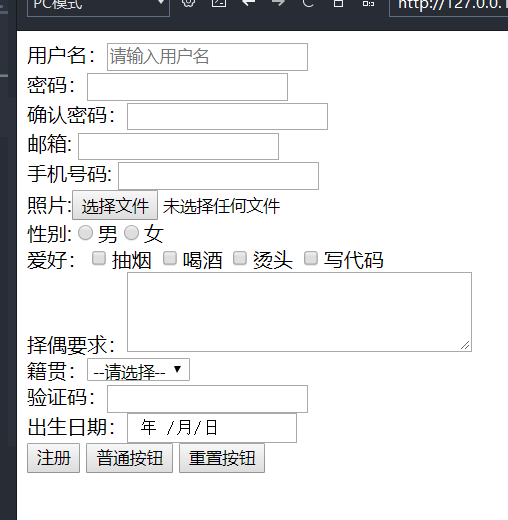 PC模式 http://127.0.0.1
用户名：请输入用户名
密码：
确认密码：
邮箱:
手机号码:
照片:选择文件 未选择任何文件
性别: 男 女
爱好： 抽烟 喝酒 烫头 写代码
择偶要求：
籍贯：--请选择--
验证码：
出生日期： 年 /月/日
注册 普通按钮 重置按钮